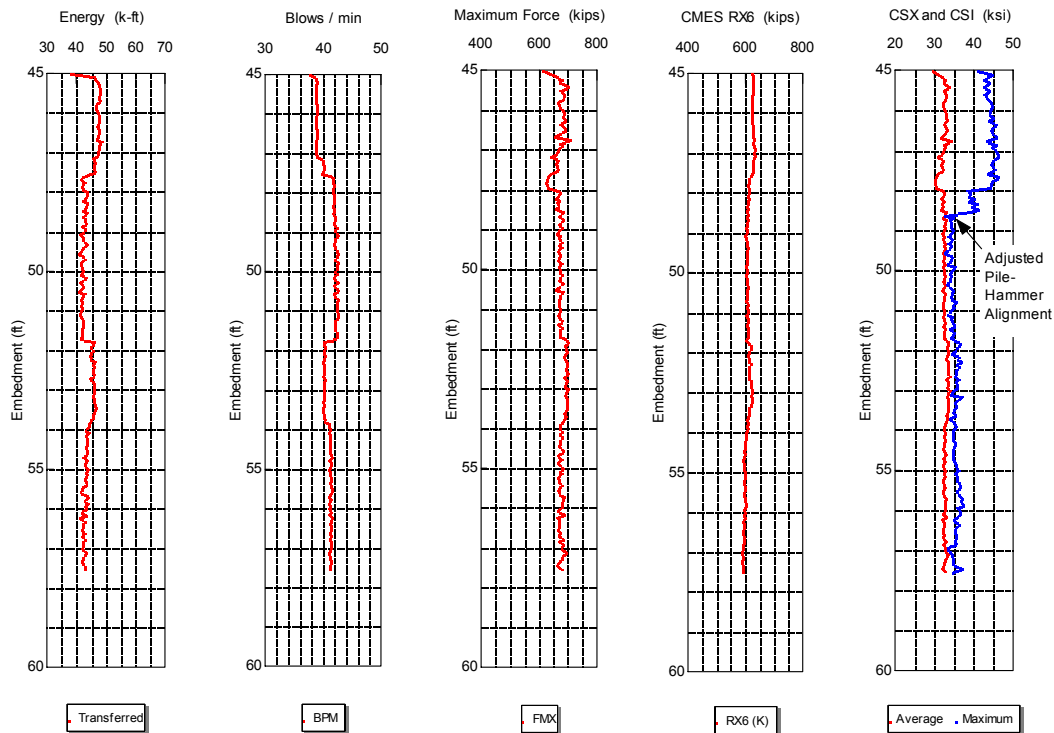 Energy (k-ft)
30 40 50 60 70
45
50
55
60
Embedment (ft)
Transferred
Blows / min
30 40 50
45
50
55
60
Embedment (ft)
BPM
Maximum Force (kips)
400 600 800
45
50
55
60
Embedment (ft)
FMX
CMES RX6 (kips)
400 600 800
45
50
55
60
Embedment (ft)
RX6 (K)
CSX and CSI (ksi)
20 30 40 50
45
50
55
60
Embedment (ft)
Adjusted
Pile-
Hammer
Alignment
Average Maximum